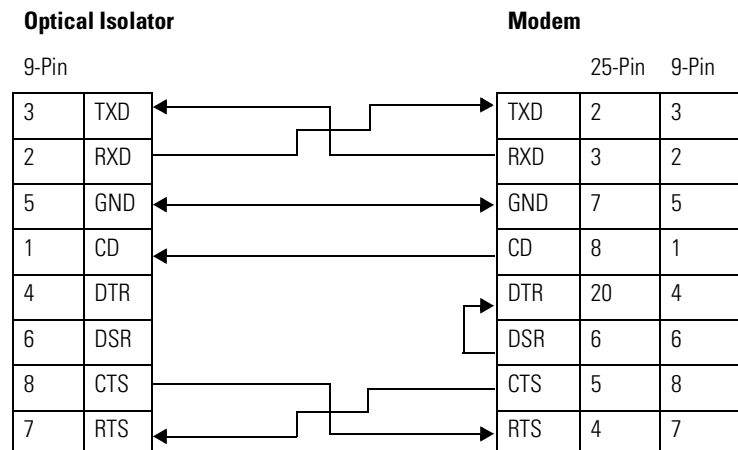 Optical Isolator Modem
9-Pin 25-Pin 9-Pin
3 TXD TXD 2 3
2 RXD RXD 3 2
5 GND GND 7 5
1 CD CD 8 1
4 DTR DTR 20 4
6 DSR DSR 6 6
8 CTS CTS 5 8
7 RTS RTS 4 7